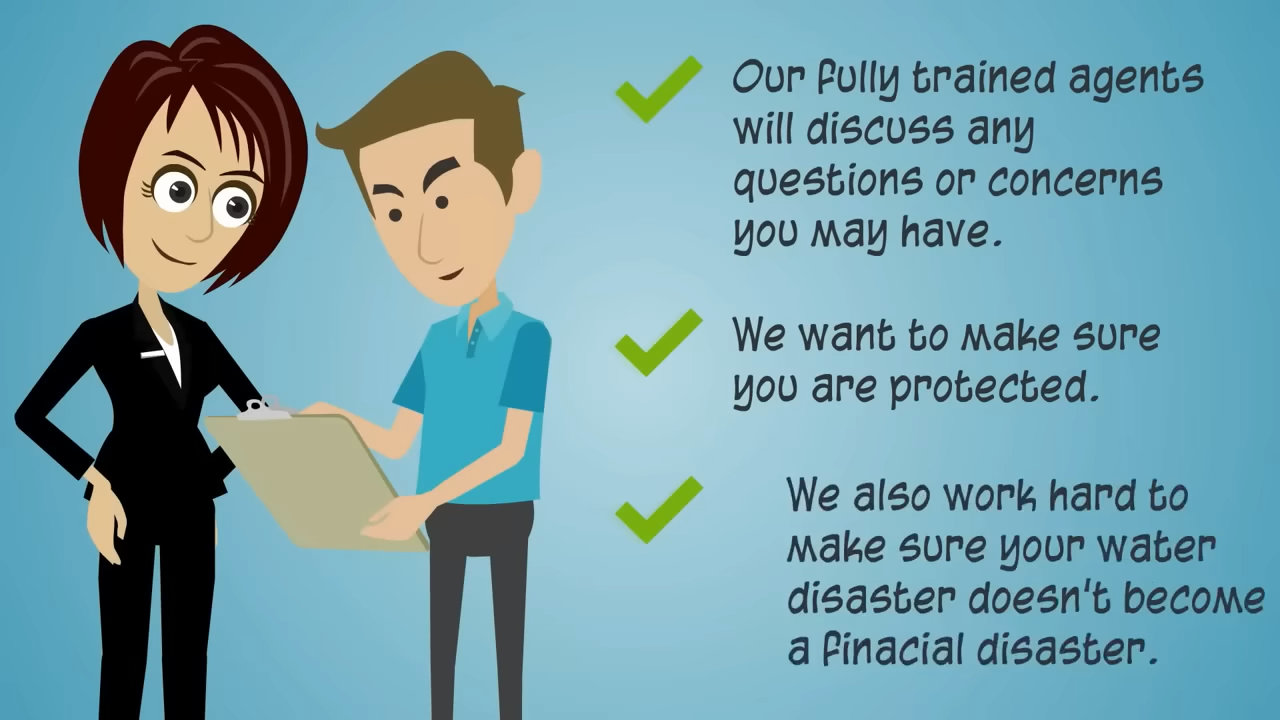 Our fully trained agents
will discuss any
questions or concerns
you may have.
We want to make sure
you are protected.
We also work hard to
make sure your water
disaster doesn't become
a finacial disaster.